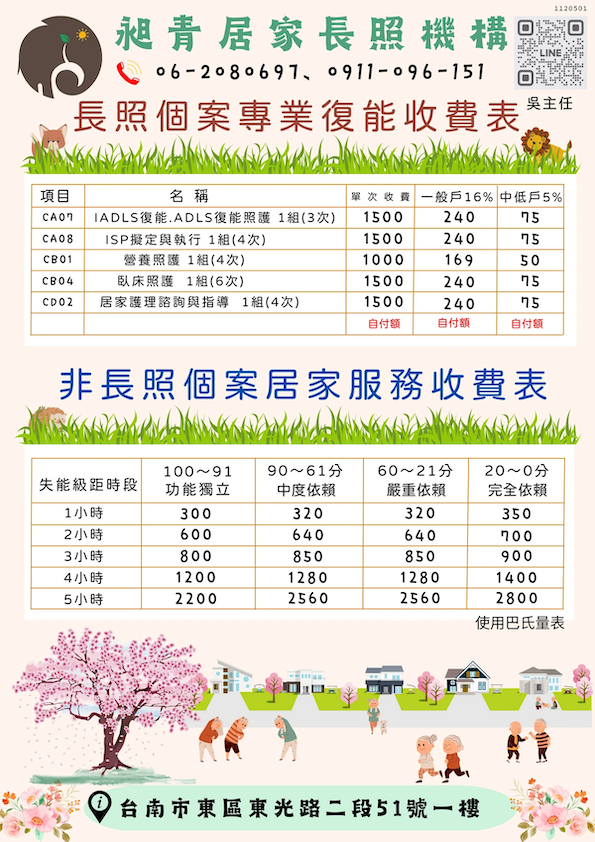 1120501
昶青居家長照機構
LINE
06-2080697、0911-096-151
吳主任
長照個案專業復能收費表
項目 名 稱 單次收費 一般戶16% 中低戶5%
CA07 IADLS復能.ADLS復能照護 1組(3次) 1500 240 75
CA08 ISP擬定與執行 1組(4次) 1500 240 75
CB01 營養照護 1組(4次) 1000 169 50
CB04 臥床照護 1組(6次) 1500 240 75
CD02 居家護理諮詢與指導 1組(4次) 1500 240 75
自付額 自付額 自付額
非長照個案居家服務收費表
失能級距時段 100～91 功能獨立 90～61分 中度依賴 60～21分 嚴重依賴 20～0分 完全依賴
1小時 300 320 320 350
2小時 600 640 640 700
3小時 800 850 850 900
4小時 1200 1280 1280 1400
5小時 2200 2560 2560 2800
使用巴氏量表
台南市東區東光路二段51號一樓